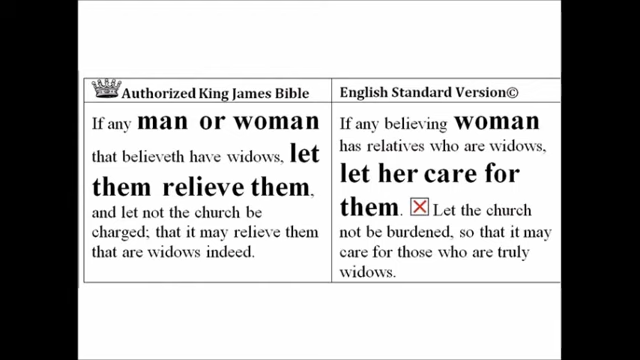 Authorized King James Bible
If any man or woman
that believeth have widows, let
them relieve them,
and let not the church be
charged; that it may relieve them
that are widows indeed.
English Standard Version©
If any believing woman
has relatives who are widows,
let her care for
them. Let the church
not be burdened, so that it may
care for those who are truly
widows.